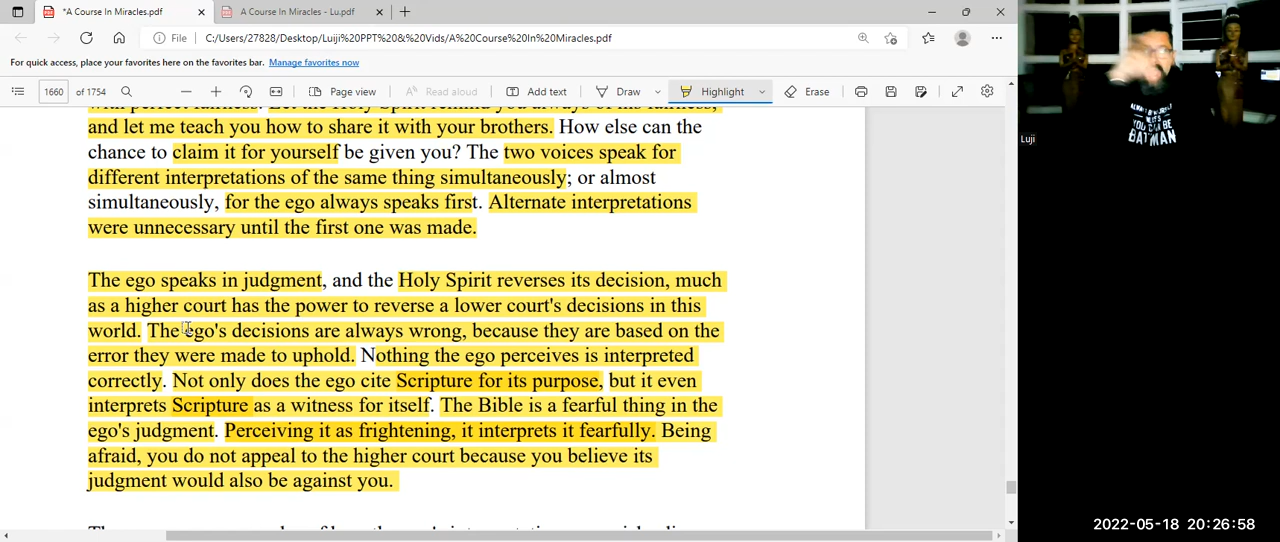 *A Course In Miracles.pdf
A Course In Miracles - Lu.pdf
File
C:/Users/27828/Desktop/Luiji%20PPT%20&%20Vids/A%20Course%20In%20Miracles.pdf
For quick access, place your favorites here on the favorites bar. Manage favorites now
1660 of 1754
Page view
Read aloud
Add text
Draw
Highlight
Erase
and let me teach you how to share it with your brothers. How else can the
chance to claim it for yourself be given you? The two voices speak for
different interpretations of the same thing simultaneously; or almost
simultaneously, for the ego always speaks first. Alternate interpretations
were unnecessary until the first one was made.
The ego speaks in judgment, and the Holy Spirit reverses its decision, much
as a higher court has the power to reverse a lower court's decisions in this
world. The ego's decisions are always wrong, because they are based on the
error they were made to uphold. Nothing the ego perceives is interpreted
correctly. Not only does the ego cite Scripture for its purpose, but it even
interprets Scripture as a witness for itself. The Bible is a fearful thing in the
ego's judgment. Perceiving it as frightening, it interprets it fearfully. Being
afraid, you do not appeal to the higher court because you believe its
judgment would also be against you.
Luji
YOU CAN BE
BATMAN
2022-05-18 20:26:58